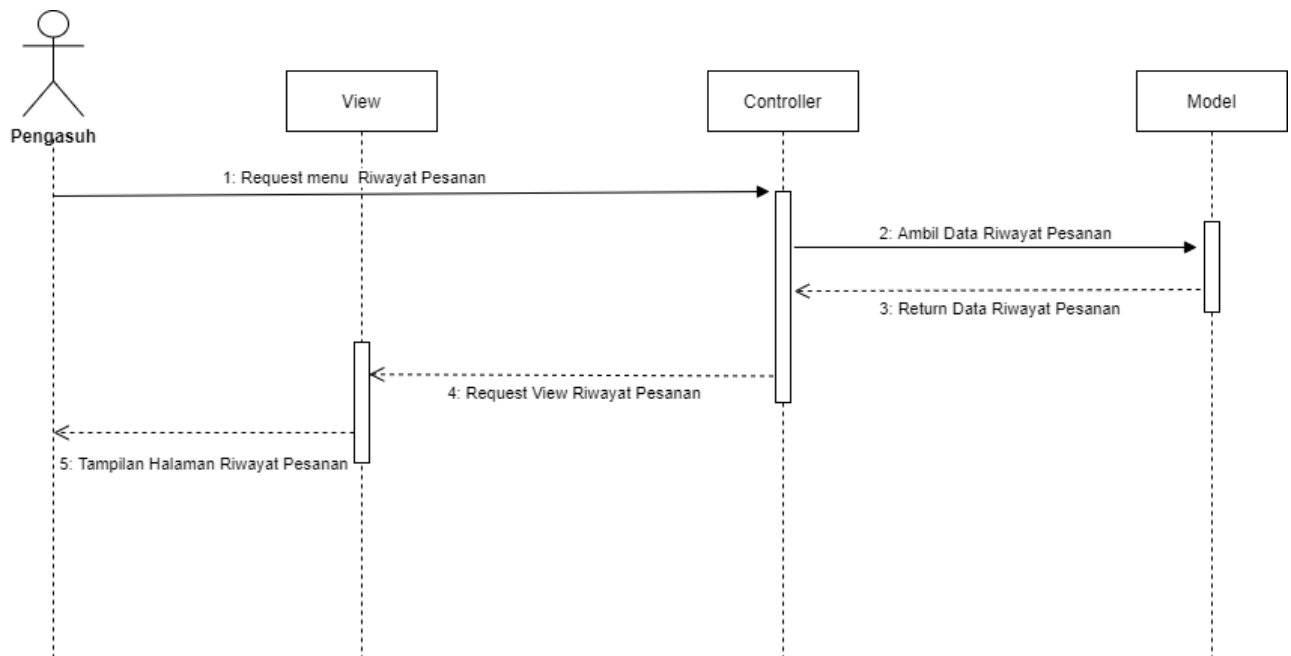 View
Controller
Model
Pengasuh
1: Request menu  Riwayat Pesanan
2: Ambil Data Riwayat Pesanan
3: Return Data Riwayat Pesanan
4: Request View Riwayat Pesanan
5: Tampilan Halaman Riwayat Pesanan